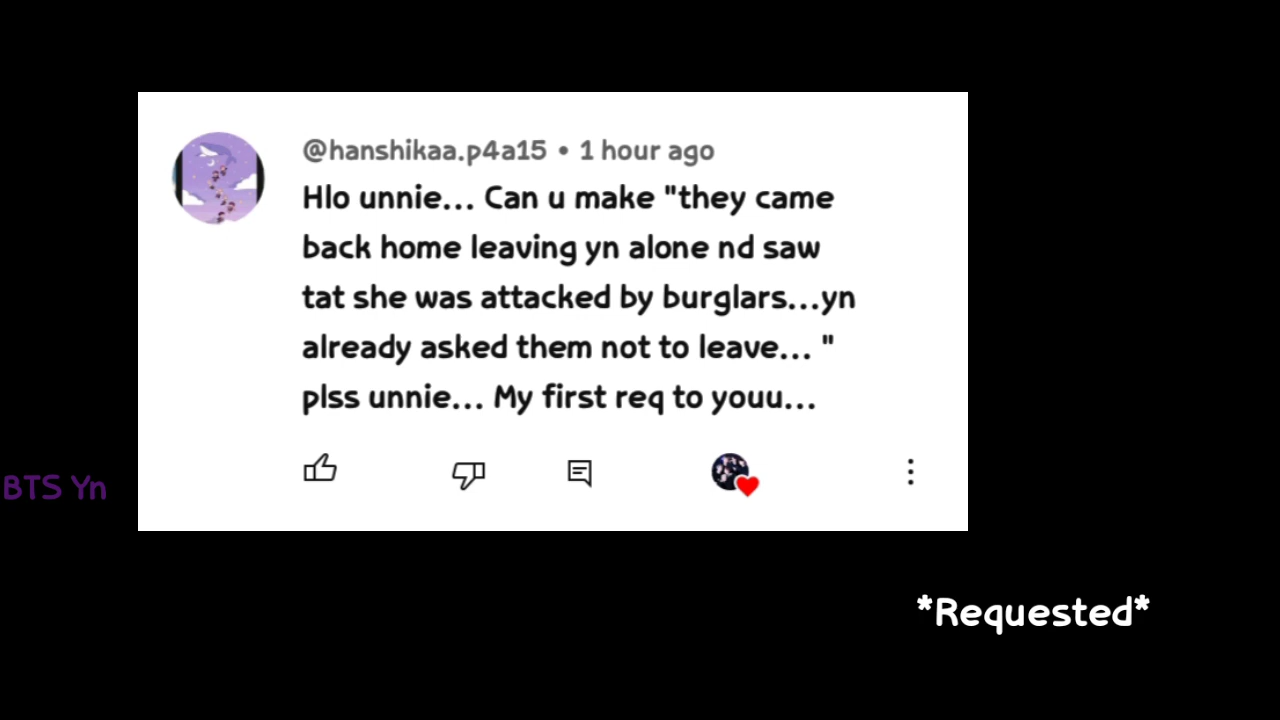 @hanshikaa.p4a15 • 1 hour ago
Hlo unnie... Can u make "they came
back home leaving yn alone nd saw
tat she was attacked by burglars...yn
already asked them not to leave... "
plss unnie... My first req to youu...
BTS Yn
*Requested*